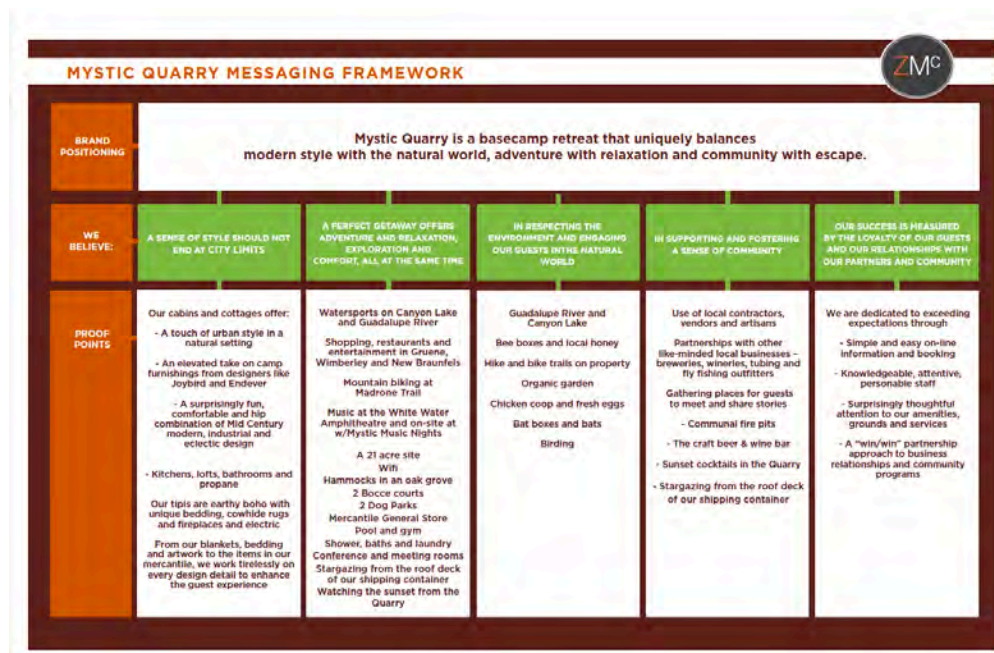 MYSTIC QUARRY MESSAGING FRAMEWORK
ZMC
BRAND
POSITIONING
Mystic Quarry is a basecamp retreat that uniquely balances
modern style with the natural world, adventure with relaxation and community with escape.
WE
BELIEVE:
A SENSE OF STYLE SHOULD NOT
END AT CITY LIMITS
A PERFECT GETAWAY OFFERS
ADVENTURE AND RELAXATION,
EXPLORATION AND
COMFORT, ALL AT THE SAME TIME
IN RESPECTING THE
ENVIRONMENT AND ENGAGING
OUR GUESTS INTHE NATURAL
WORLD
IN SUPPORTING AND FOSTERING
A SENSE OF COMMUNITY
OUR SUCCESS IS MEASURED
BY THE LOYALTY OF OUR GUESTS
AND OUR RELATIONSHIPS WITH
OUR PARTNERS AND COMMUNITY
PROOF
POINTS
Our cabins and cottages offer:
- A touch of urban style in a
natural setting
- An elevated take on camp
furnishings from designers like
Joybird and Endever
- A surprisingly fun,
comfortable and hip
combination of Mid Century
modern, industrial and
eclectic design
- Kitchens, lofts, bathrooms and
propane
Our tipis are earthy boho with
unique bedding, cowhide rugs
and fireplaces and electric
From our blankets, bedding
and artwork to the items in our
mercantile, we work tirelessly on
every design detail to enhance
the guest experience
Watersports on Canyon Lake
and Guadalupe River
Shopping, restaurants and
entertainment in Gruene,
Wimberley and New Braunfels
Mountain biking at
Madrone Trail
Music at the White Water
Amphitheatre and on-site at
w/Mystic Music Nights
A 21 acre site
Wifi
Hammocks in an oak grove
2 Bocce courts
2 Dog Parks
Mercantile General Store
Pool and gym
Shower, baths and laundry
Conference and meeting rooms
Stargazing from the roof deck
of our shipping container
Watching the sunset from the
Quarry
Guadalupe River and
Canyon Lake
Bee boxes and local honey
Hike and bike trails on property
Organic garden
Chicken coop and fresh eggs
Bat boxes and bats
Birding
Use of local contractors,
vendors and artisans
Partnerships with other
like-minded local businesses –
breweries, wineries, tubing and
fly fishing outfitters
Gathering places for guests
to meet and share stories
- Communal fire pits
- The craft beer & wine bar
- Sunset cocktails in the Quarry
- Stargazing from the roof deck
of our shipping container
We are dedicated to exceeding
expectations through
- Simple and easy on-line
information and booking
- Knowledgeable, attentive,
personable staff
- Surprisingly thoughtful
attention to our amenities,
grounds and services
- A “win/win” partnership
approach to business
relationships and community
programs